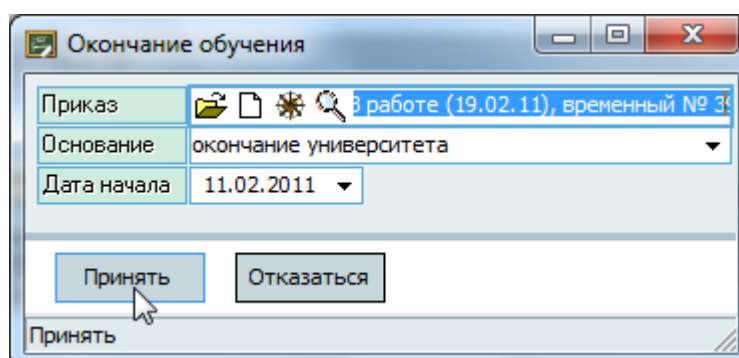 Окончание обучения
Приказ В работе (19.02.11), временный № 39
Основание окончание университета
Дата начала 11.02.2011
Принять Отказаться
Принять